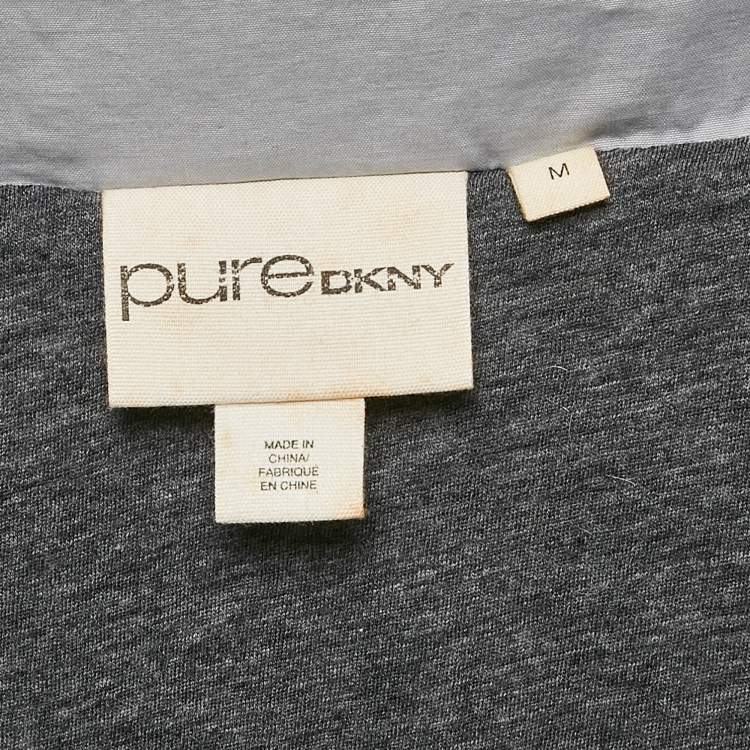 M
pure DKNY
MADE IN
CHINA/
FABRIQUÉ
EN CHINE